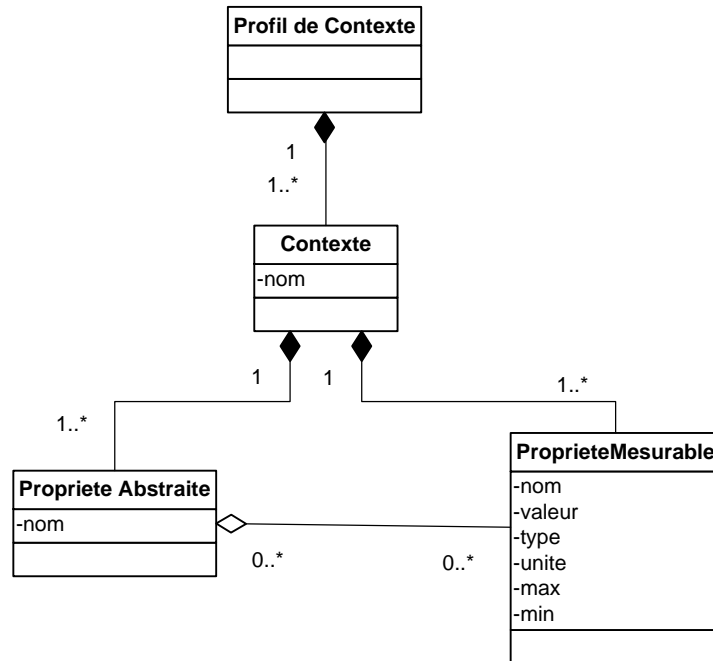 Profil de Contexte
1
1..*
Contexte
-nom
1
1
1..*
1..*
Propriete Abstraite
-nom
ProprieteMesurable
-nom
-valeur
-type
-unite
-max
-min
0..*
0..*